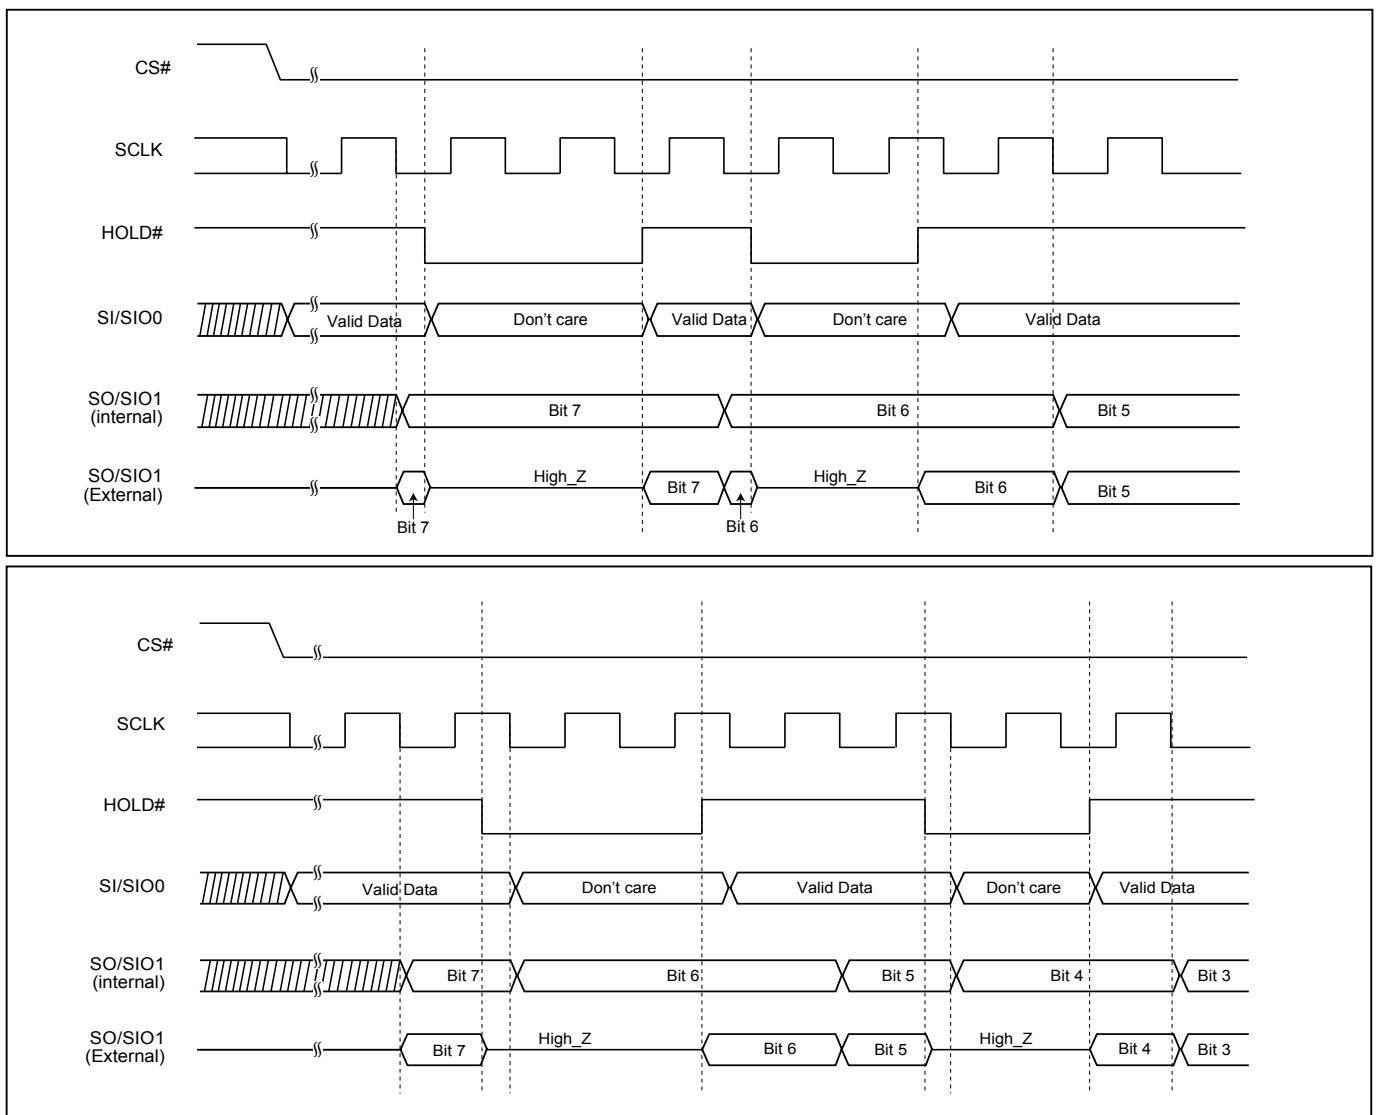 CS#
SCLK
HOLD#
SI/SIO0
Valid Data
Don't care
Valid Data
Don't care
Valid Data
SO/SIO1
(internal)
Bit 7
Bit 6
Bit 5
SO/SIO1
(External)
High_Z
Bit 7
High_Z
Bit 6
Bit 5
Bit 7
Bit 6
CS#
SCLK
HOLD#
SI/SIO0
Valid Data
Don't care
Valid Data
Don't care
Valid Data
SO/SIO1
(internal)
Bit 7
Bit 6
Bit 5
Bit 4
Bit 3
SO/SIO1
(External)
Bit 7
High_Z
Bit 6
Bit 5
High_Z
Bit 4
Bit 3